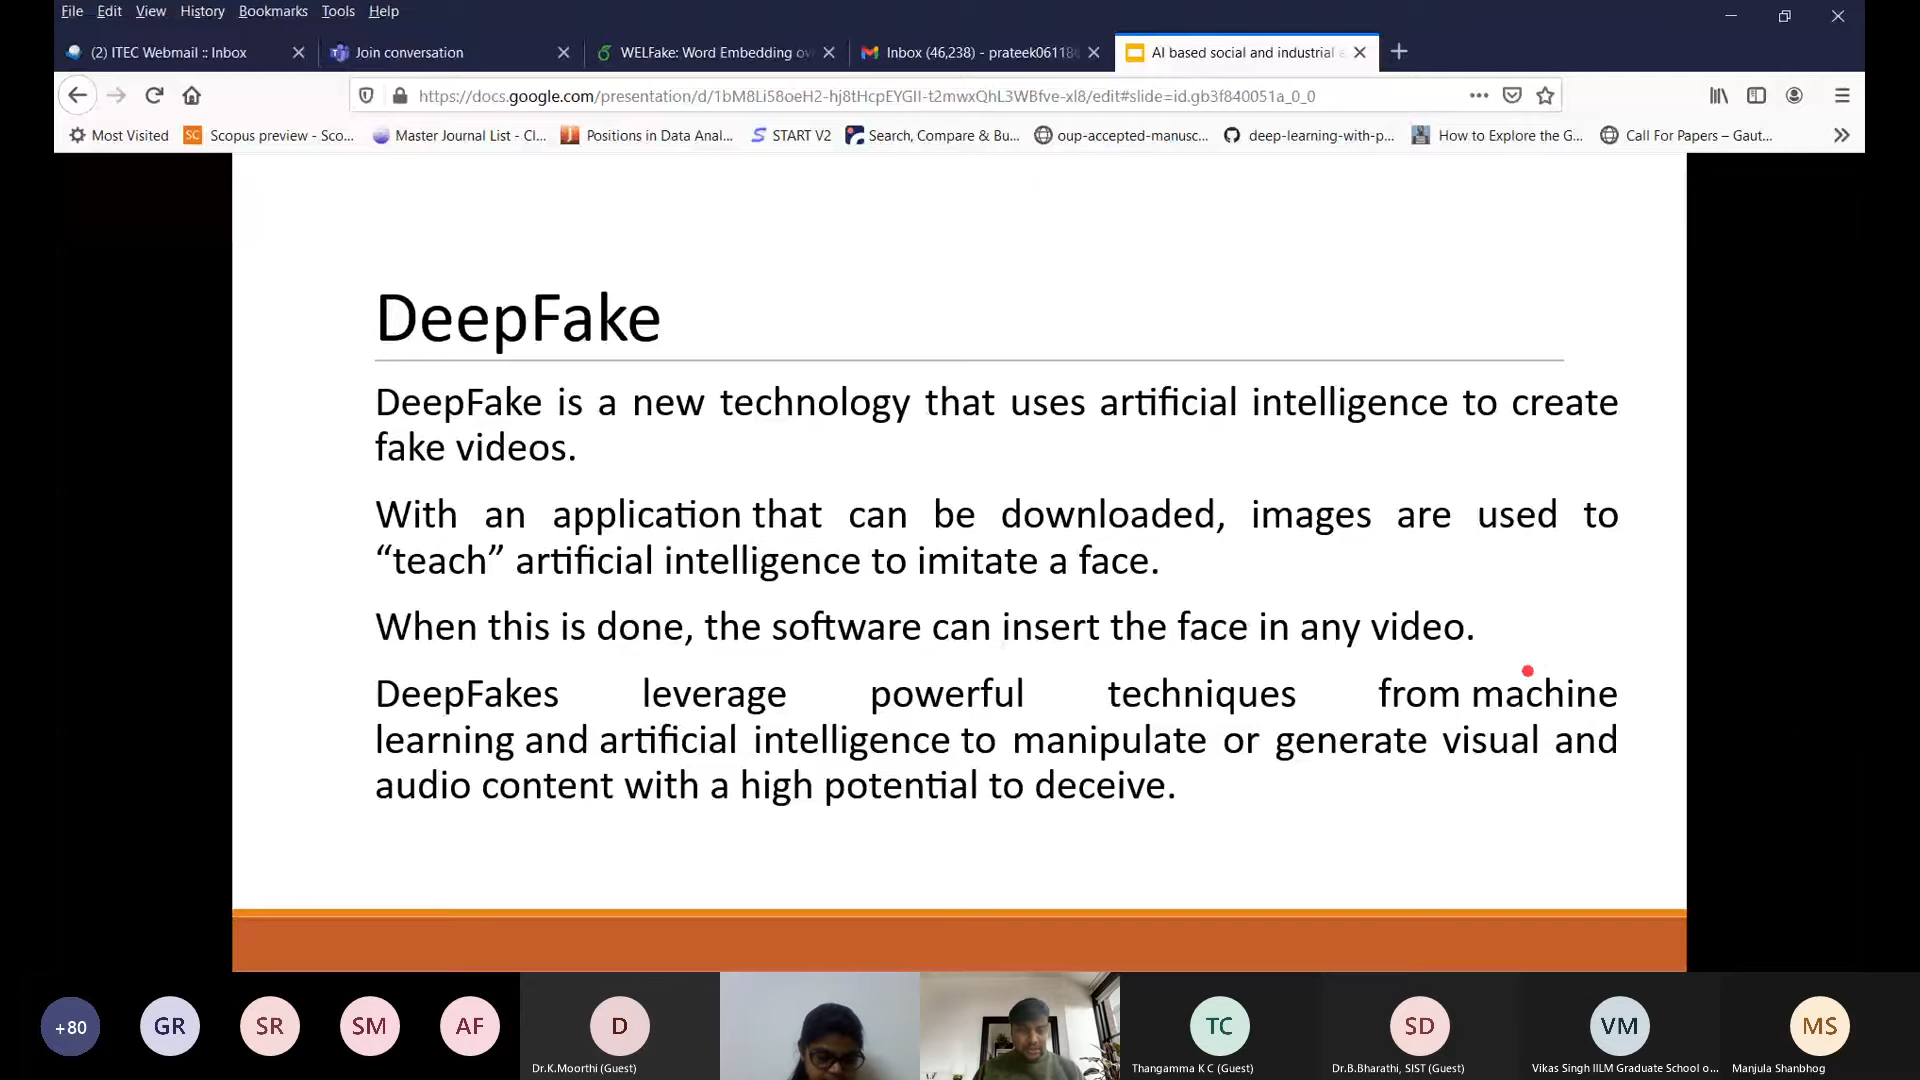 File Edit View History Bookmarks Tools Help
(2) ITEC Webmail :: Inbox
Join conversation
WELFake: Word Embedding ov
Inbox (46,238) - prateek06118
AI based social and industrial
https://docs.google.com/presentation/d/1bM8Li58oeH2-hj8tHcpEYGII-t2mwxQhL3WBfve-xl8/edit#slide=id.gb3f840051a_0_0
Most Visited
SC Scopus preview - Sco...
Master Journal List - Cl...
Positions in Data Anal...
START V2
Search, Compare & Bu...
oup-accepted-manusc...
deep-learning-with-p...
How to Explore the G...
Call For Papers – Gaut...
DeepFake
DeepFake is a new technology that uses artificial intelligence to create
fake videos.
With an application that can be downloaded, images are used to
“teach” artificial intelligence to imitate a face.
When this is done, the software can insert the face in any video.
DeepFakes leverage powerful techniques from machine
learning and artificial intelligence to manipulate or generate visual and
audio content with a high potential to deceive.
+80
GR
SR
SM
AF
D
TC
SD
VM
MS
Dr.K.Moorthi (Guest)
Thangamma K C (Guest)
Dr.B.Bharathi, SIST (Guest)
Vikas Singh IILM Graduate School o...
Manjula Shanbhog